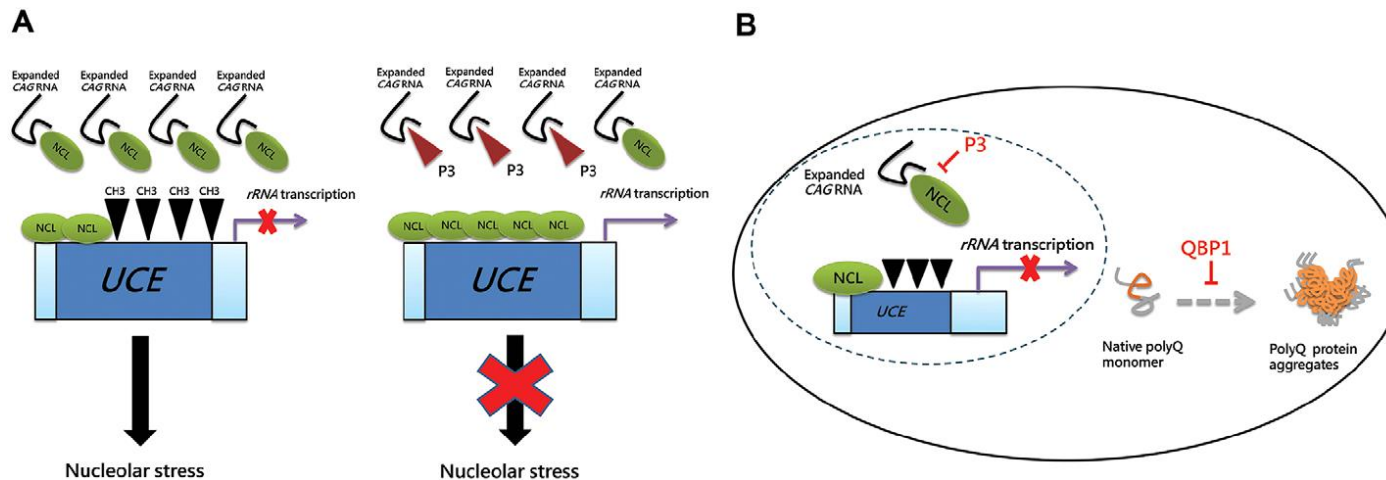 A
Expanded
CAG RNA
Expanded
CAG RNA
Expanded
CAG RNA
Expanded
CAG RNA
NCL
NCL
NCL
NCL
CH3
CH3
CH3
CH3
rRNA transcription
NCL
NCL
UCE
Nucleolar stress
Expanded
CAG RNA
Expanded
CAG RNA
Expanded
CAG RNA
Expanded
CAG RNA
P3
P3
P3
NCL
rRNA transcription
NCL
NCL
NCL
NCL
NCL
UCE
Nucleolar stress
B
P3
Expanded
CAG RNA
NCL
rRNA transcription
NCL
UCE
QBP1
Native polyQ
monomer
PolyQ protein
aggregates